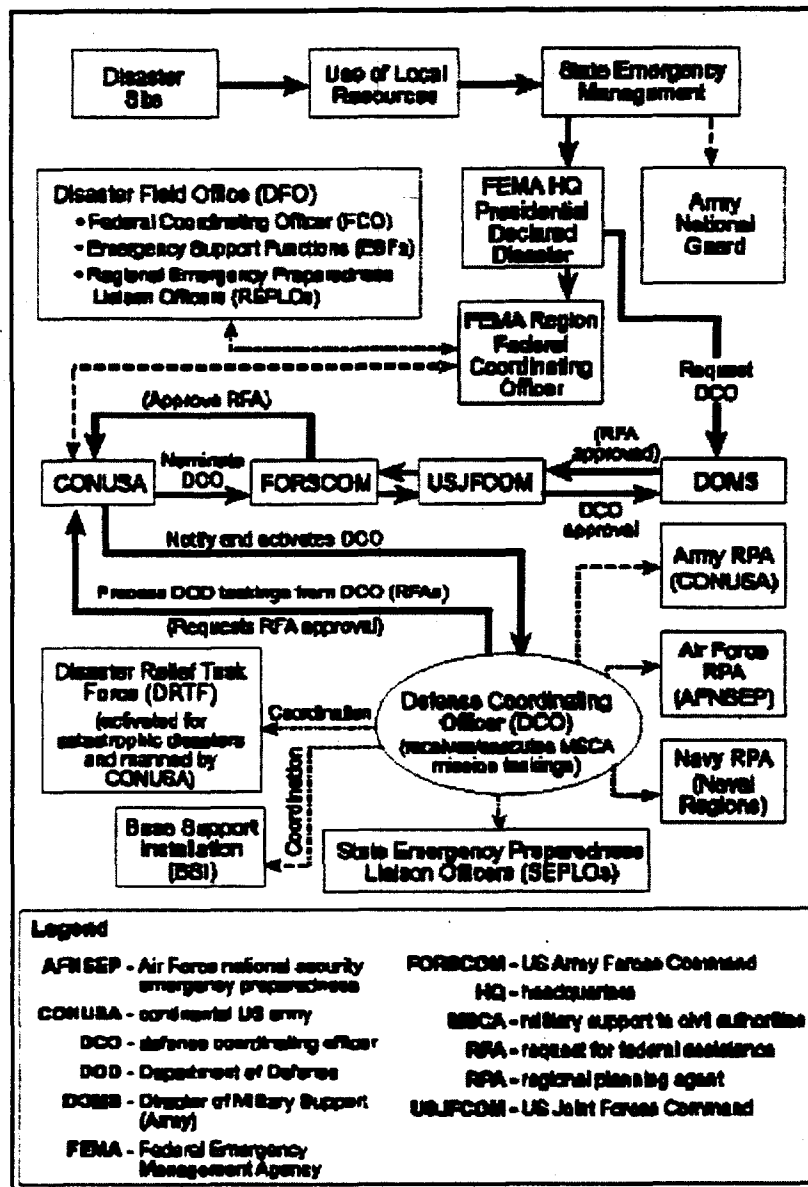 Disaster
Site
Use of Local
Resources
State Emergency
Management
Disaster Field Office (DFO)
• Federal Coordinating Officer (FCO)
• Emergency Support Functions (ESFs)
• Regional Emergency Preparedness
Liaison Officers (REPLOs)
FEMA HQ
Presidential
Declared
Disaster
Army
National
Guard
FEMA Region
Federal
Coordinating
Officer
Request
DCO
(Approve RFA)
(RFA
approved)
CONUSA
Nominate
DCO
FORSCOM
USJFCOM
DOMS
DCO
approval
Notify and activates DCO
Army RPA
(CONUSA)
Process DOD taskings from DCO (RFAs)
(Requests RFA approval)
Air Force
RPA
(AFNSEP)
Disaster Relief Task
Force (DRTF)
(activated for
catastrophic disasters
and manned by
CONUSA)
Coordination
Defense Coordinating
Officer (DCO)
(receives/executes MSCA
mission taskings)
Navy RPA
(Naval
Regions)
Coordination
Base Support
Installation
(BSI)
State Emergency Preparedness
Liaison Officers (SEPLOs)
Legend
AFNSEP - Air Force national security
emergency preparedness
CONUSA - continental US army
DCO - defense coordinating officer
DOD - Department of Defense
DOMS - Director of Military Support
(Army)
FEMA - Federal Emergency
Management Agency
FORSCOM - US Army Forces Command
HQ - headquarters
MSCA - military support to civil authorities
RFA - request for federal assistance
RPA - regional planning agent
USJFCOM - US Joint Forces Command